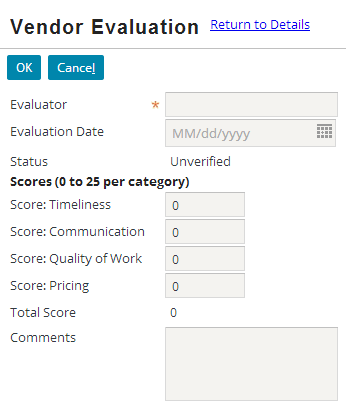 Vendor Evaluation Return to Details
OK Cancel
Evaluator *
Evaluation Date MM/dd/yyyy
Status Unverified
Scores (0 to 25 per category)
Score: Timeliness 0
Score: Communication 0
Score: Quality of Work 0
Score: Pricing 0
Total Score 0
Comments